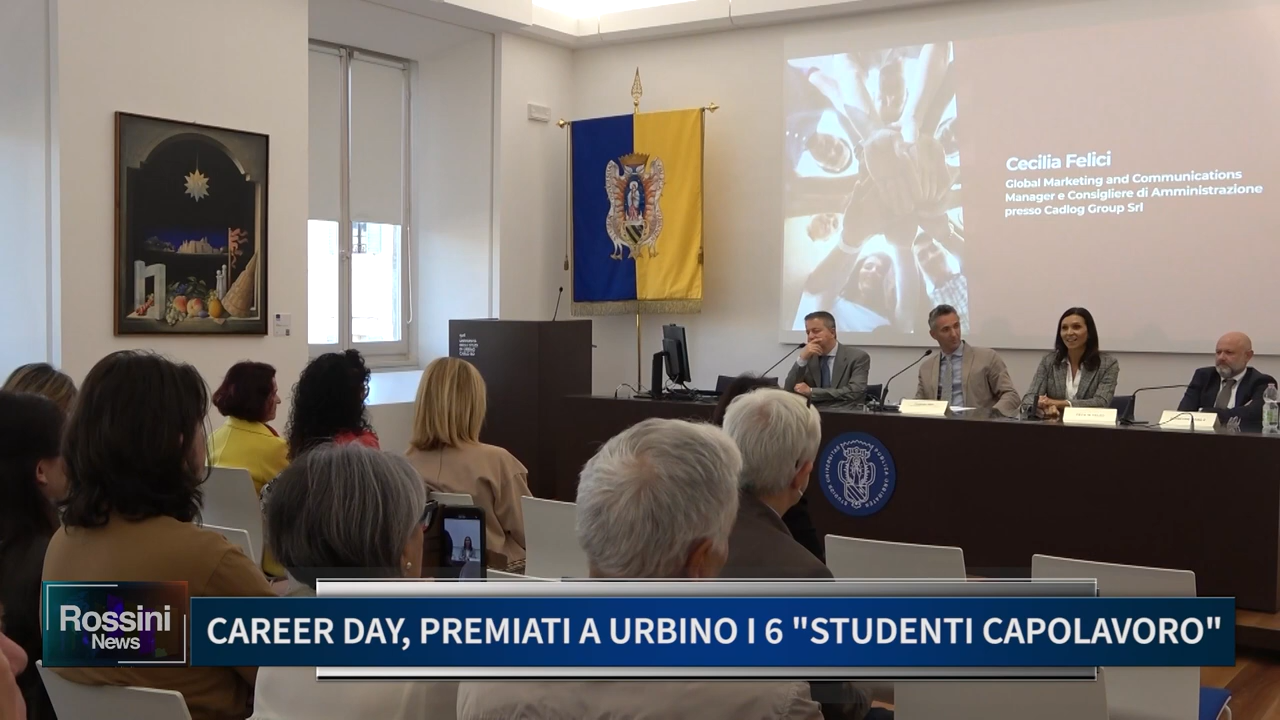 Cecilia Felici
Global Marketing and Communications
Manager e Consigliere di Amministrazione
presso Cadlog Group Srl
Rossini
News
CAREER DAY, PREMIATI A URBINO I 6 "STUDENTI CAPOLAVORO"